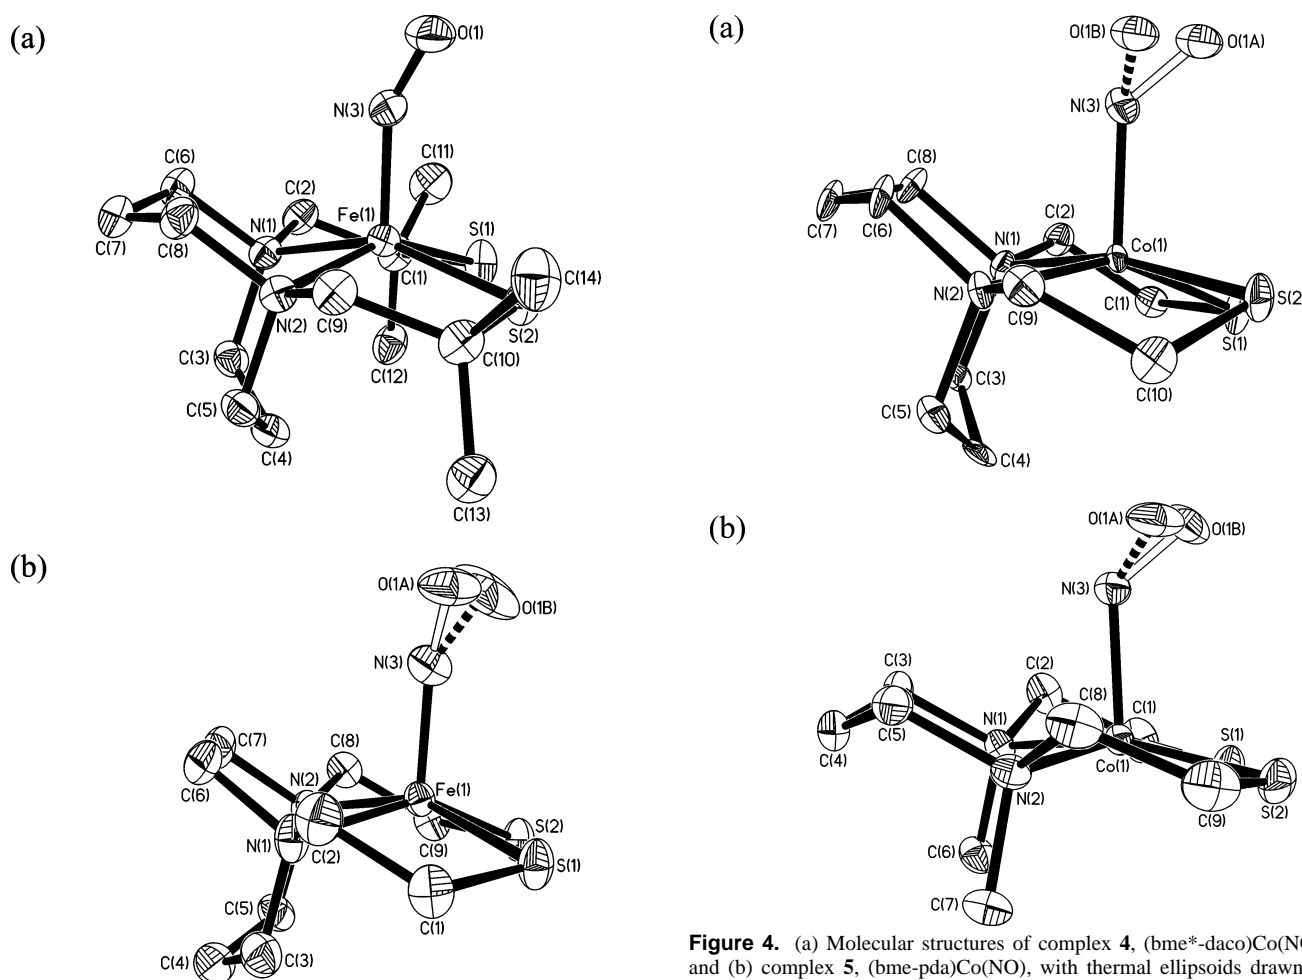 (a)
O(1)
N(3)
C(11)
C(6)
C(2)
Fe(1)
N(1)
S(1)
C(7)
C(8)
C(1)
C(14)
N(2)
C(9)
S(2)
C(10)
C(3)
C(12)
C(5)
C(4)
C(13)
(b)
O(1A)
O(1B)
N(3)
C(7)
C(8)
N(2)
Fe(1)
C(6)
S(2)
N(1)
C(2)
C(9)
S(1)
C(5)
C(1)
C(4)
C(3)
(a)
O(1B)
O(1A)
N(3)
C(8)
C(2)
C(7)
C(6)
N(1)
Co(1)
N(2)
C(1)
S(2
C(9)
S(1)
C(3)
C(10)
C(5)
C(4)
(b)
O(1A)
O(1B)
N(3)
C(3)
C(2)
C(8)
N(1)
C(1)
C(5)
S(1)
C(4)
Co(1)
N(2)
S(2)
C(9)
C(6)
C(7)
Figure 4. (a) Molecular structures of complex 4, (bme*-daco)Co(NO
and (b) complex 5, (bme-pda)Co(NO), with thermal ellipsoids drawn